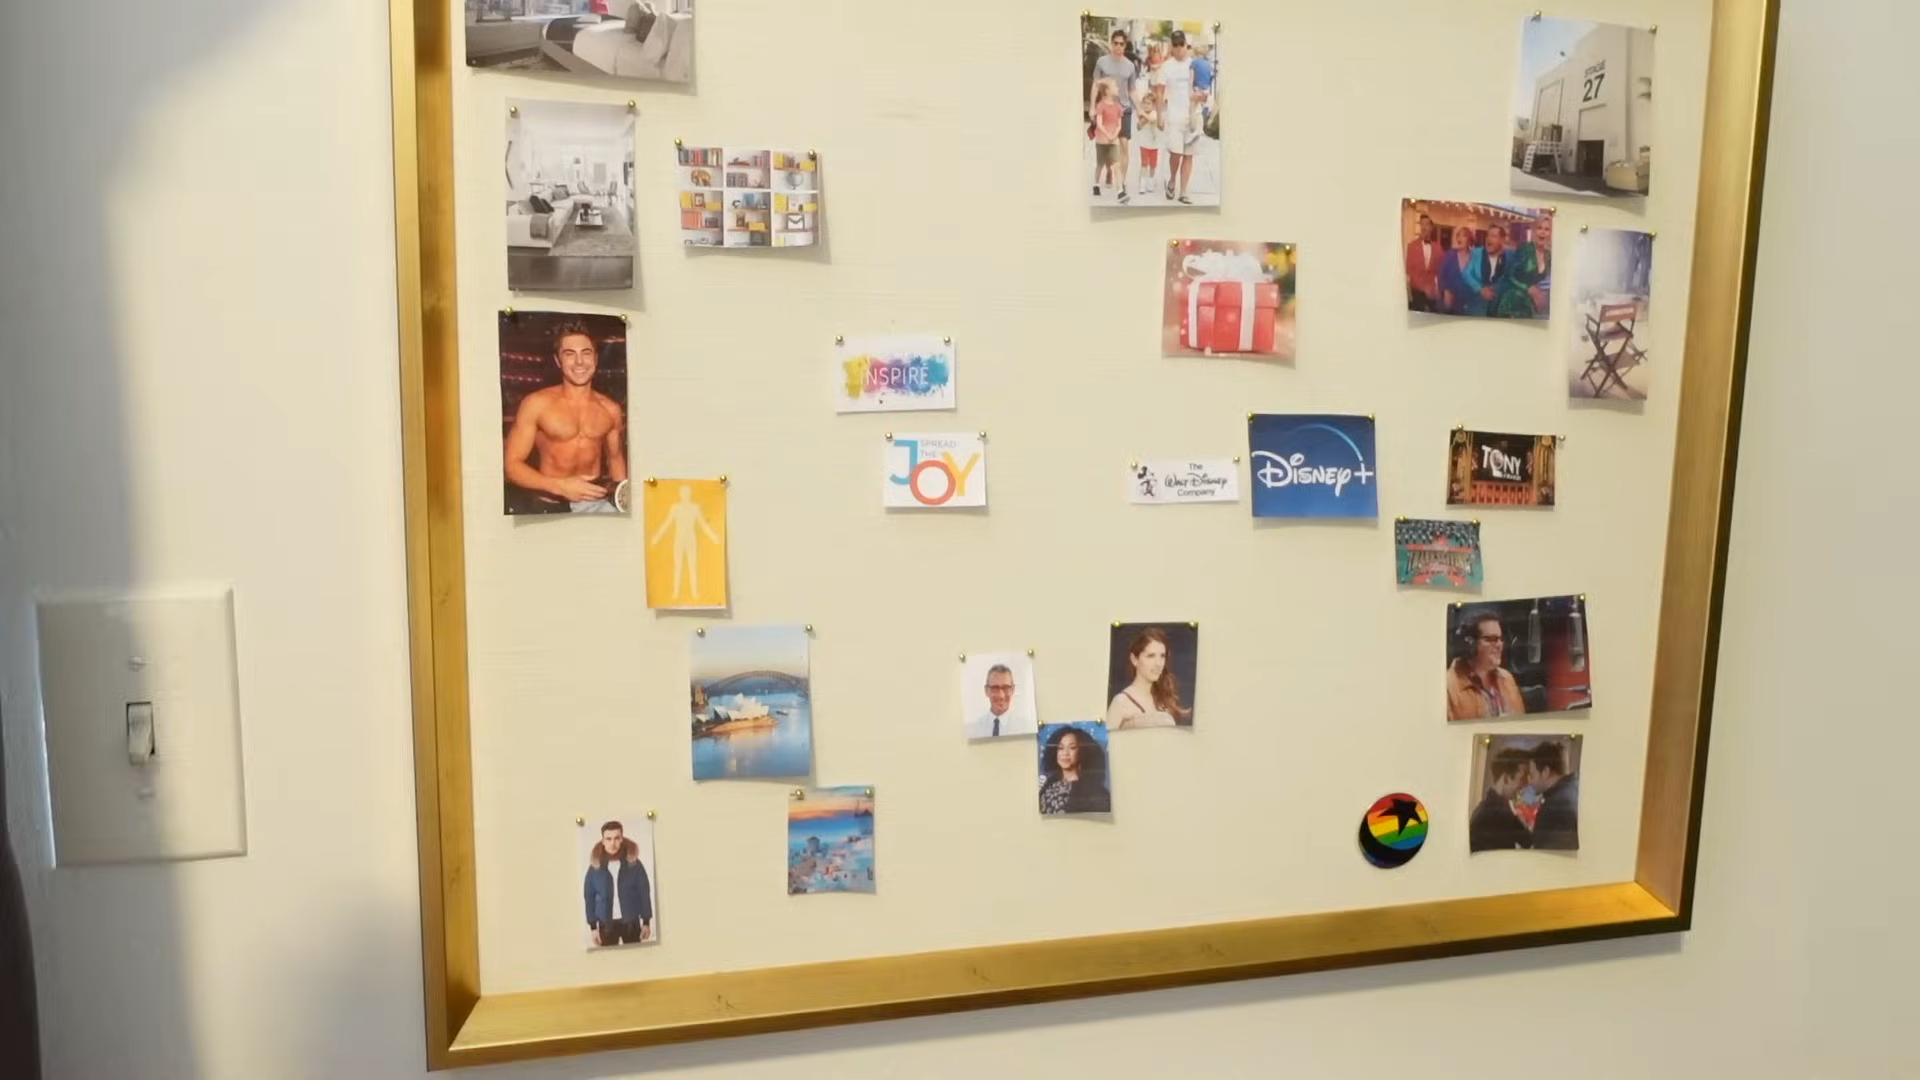 STAGE
27
INSPIRE
SPREAD
THE
JOY
The
Walt Disney
Company
Disney+
TONY